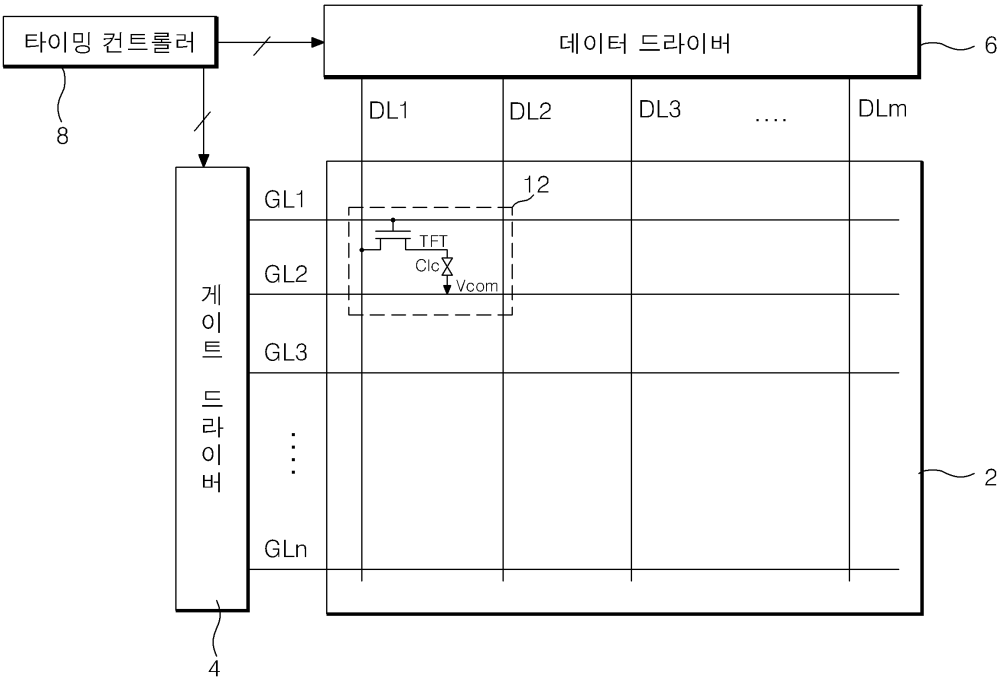 타이밍 컨트롤러
데이터 드라이버
6
8
DL1
DL2
DL3
....
DLm
12
GL1
TFT
Clc
Vcom
GL2
GL3
게이트 드라이버
....
2
GLn
4